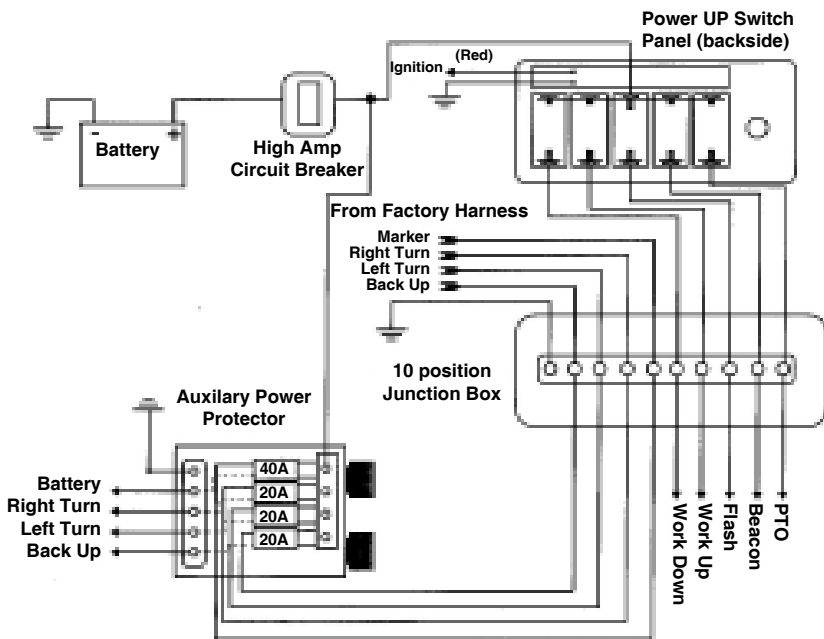 Power UP Switch
Panel (backside)
(Red)
Ignition
-
+
Battery
High Amp
Circuit Breaker
From Factory Harness
Marker
Right Turn
Left Turn
Back Up
10 position
Junction Box
Auxilary Power
Protector
40A
20A
20A
20A
Battery
Right Turn
Left Turn
Back Up
Work Down
Work Up
Flash
Beacon
PTO